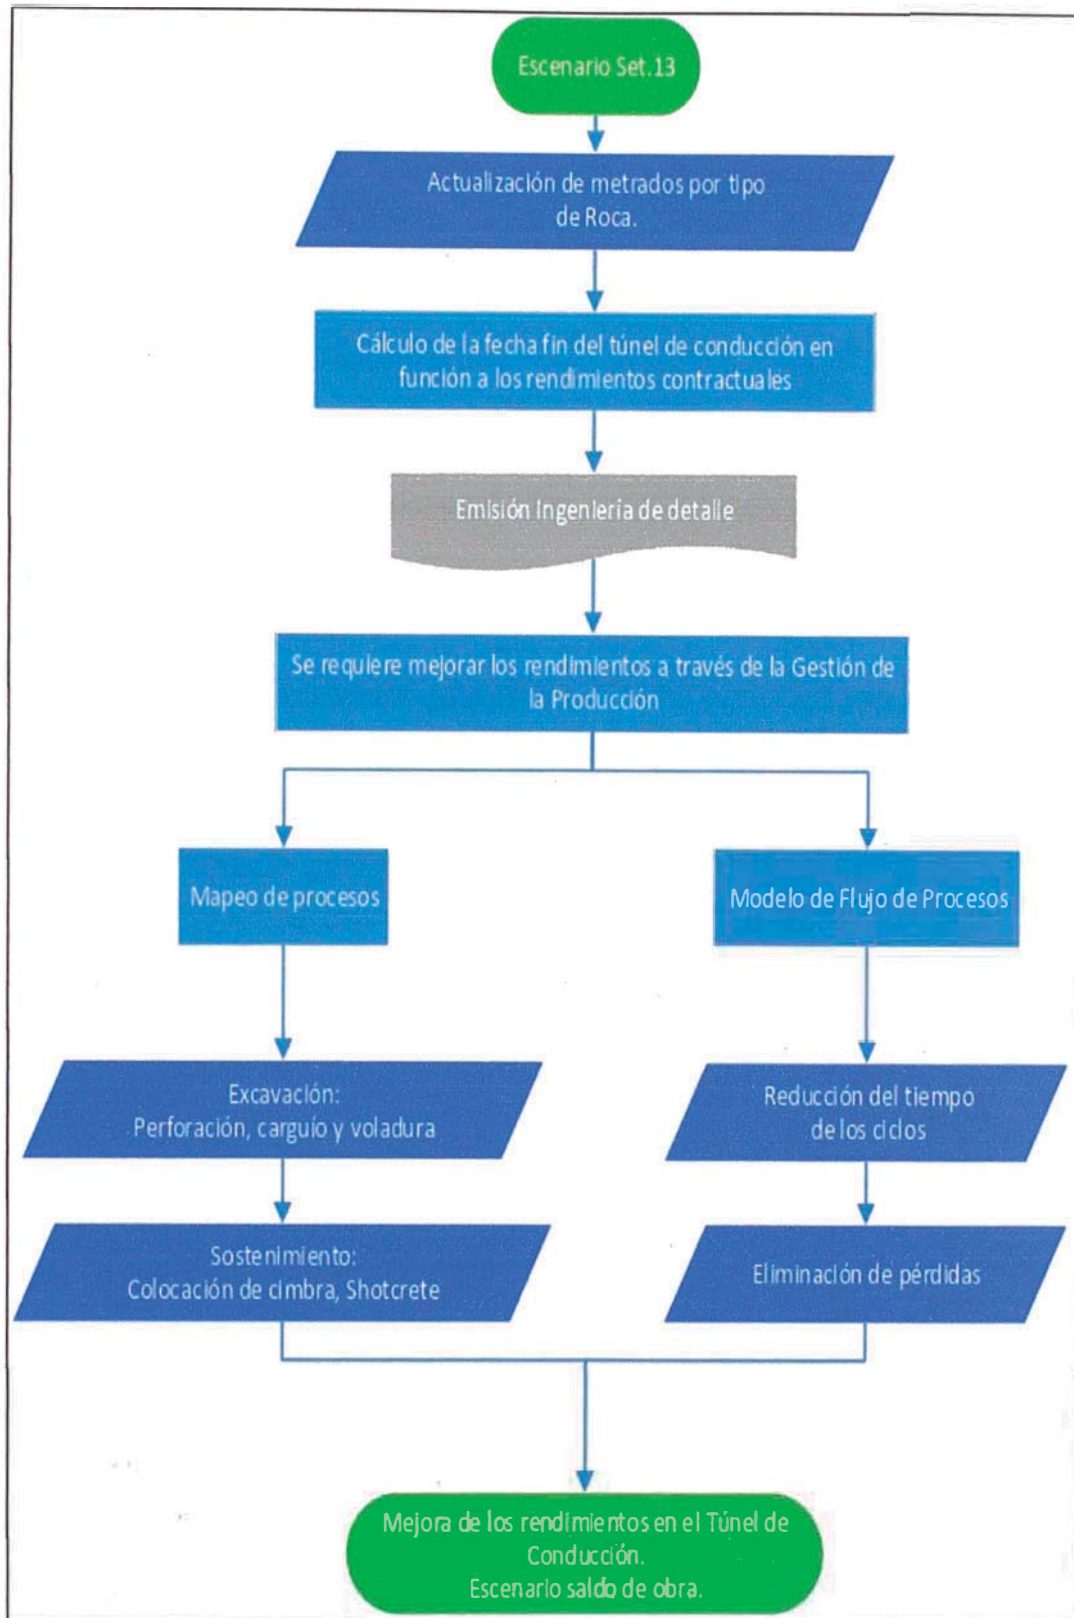 Escenario Set.13
Actualización de metrados por tipo
de Roca.
Cálculo de la fecha fin del túnel de conducción en
función a los rendimientos contractuales
Emisión Ingeniería de detalle
Se requiere mejorar los rendimientos a través de la Gestión de
la Producción
Mapeo de procesos
Modelo de Flujo de Procesos
Excavación:
Perforación, carguío y voladura
Reducción del tiempo
de los ciclos
Sostenimiento:
Colocación de cimbra, Shotcrete
Eliminación de pérdidas
Mejora de los rendimientos en el Túnel de
Conducción.
Escenario saldo de obra.